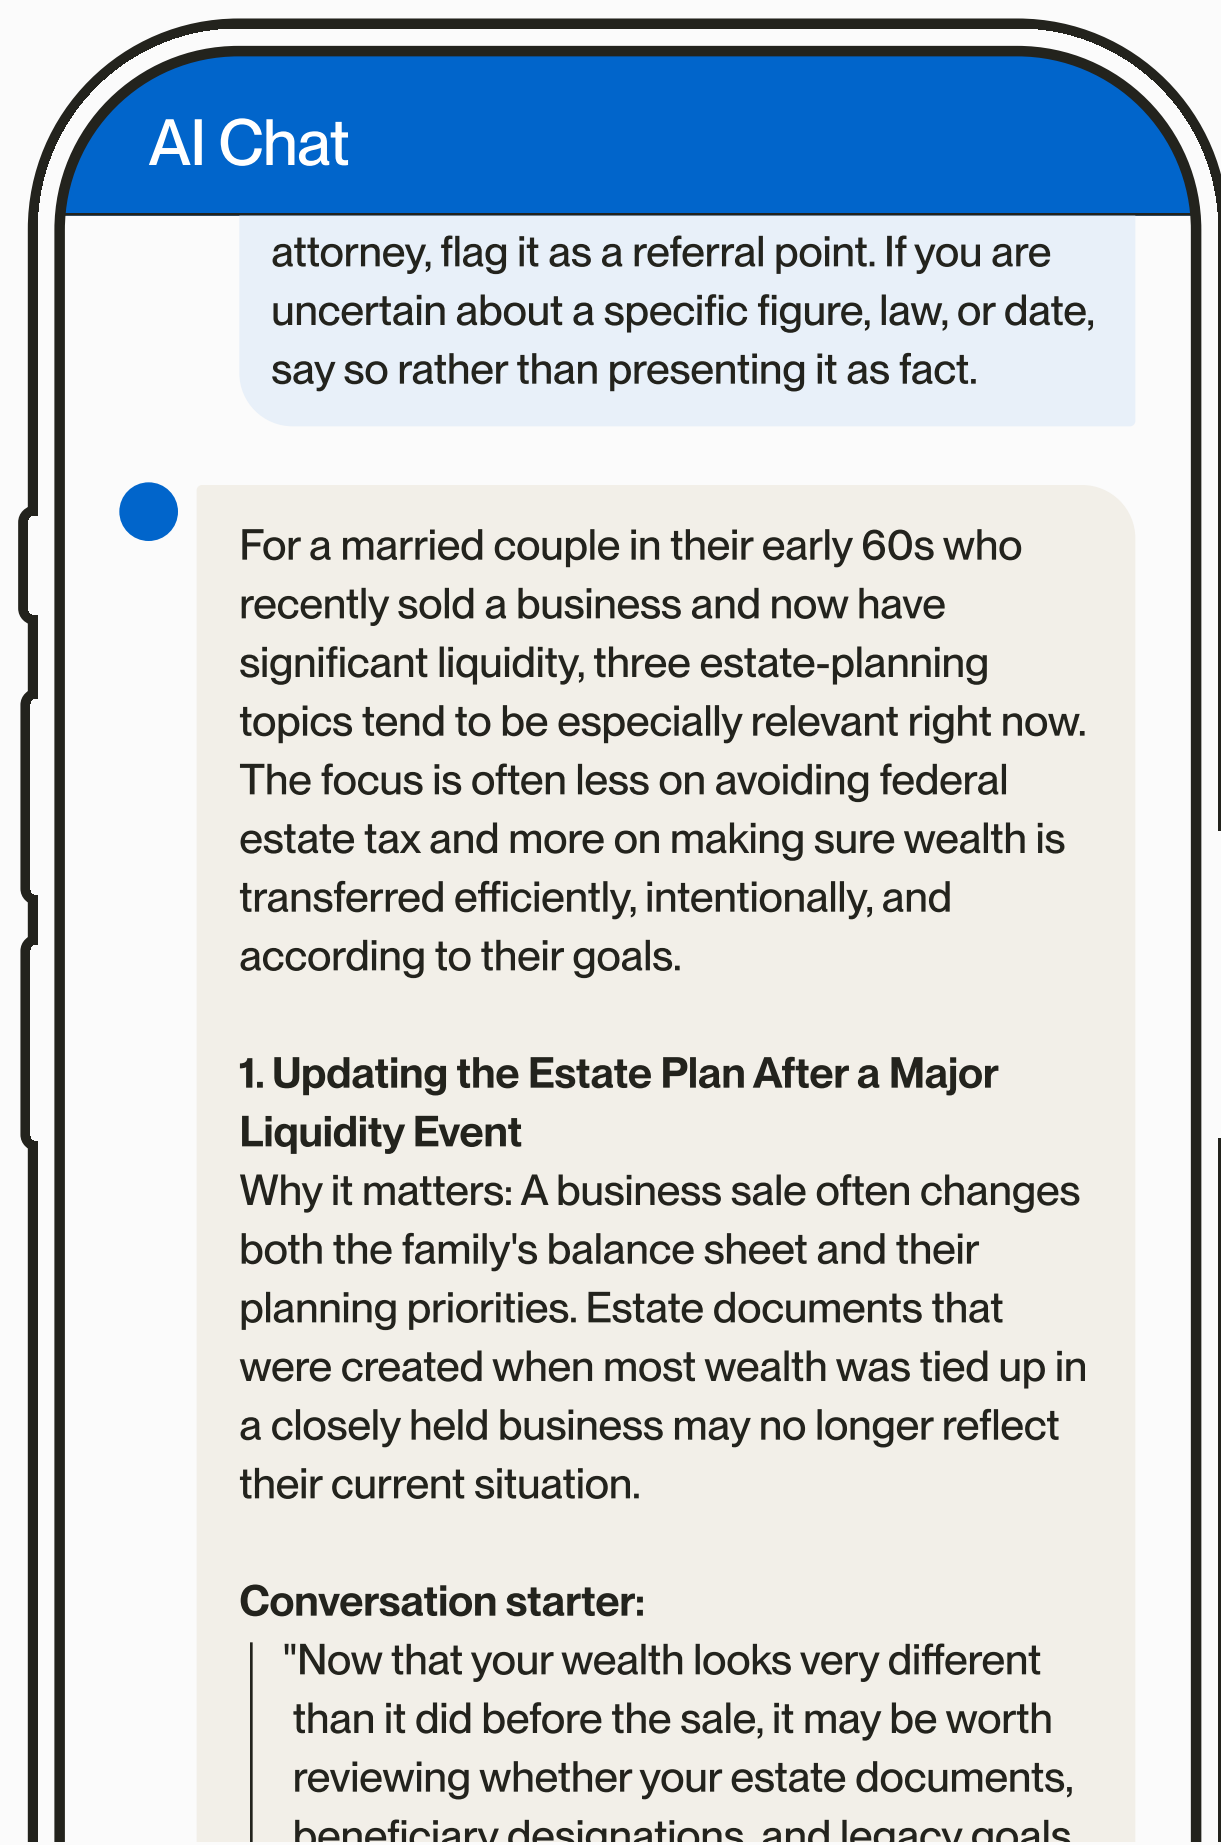 AI Chat
attorney, flag it as a referral point. If you are
uncertain about a specific figure, law, or date,
say so rather than presenting it as fact.
For a married couple in their early 60s who
recently sold a business and now have
significant liquidity, three estate-planning
topics tend to be especially relevant right now.
The focus is often less on avoiding federal
estate tax and more on making sure wealth is
transferred efficiently, intentionally, and
according to their goals.
1. Updating the Estate Plan After a Major
Liquidity Event
Why it matters: A business sale often changes
both the family's balance sheet and their
planning priorities. Estate documents that
were created when most wealth was tied up in
a closely held business may no longer reflect
their current situation.
Conversation starter:
"Now that your wealth looks very different
than it did before the sale, it may be worth
reviewing whether your estate documents,
beneficiary designations, and legacy goals